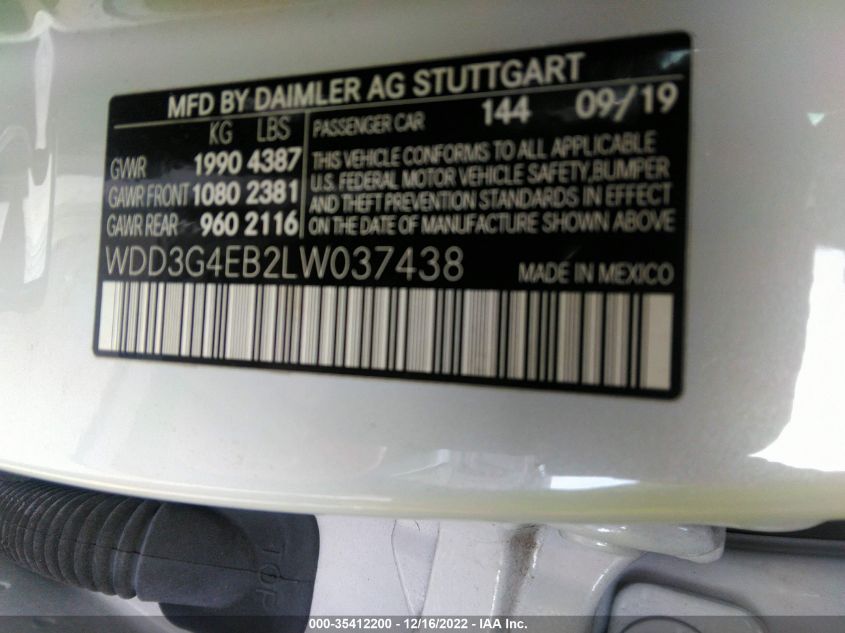 MFD BY DAIMLER AG STUTTGART
KG LBS
GVWR 1990 4387
GAWR FRONT 1080 2381
GAWR REAR 960 2116
PASSENGER CAR 144 09/19
THIS VEHICLE CONFORMS TO ALL APPLICABLE
U.S. FEDERAL MOTOR VEHICLE SAFETY, BUMPER
AND THEFT PREVENTION STANDARDS IN EFFECT
ON THE DATE OF MANUFACTURE SHOWN ABOVE
WDD3G4EB2LW037438 MADE IN MEXICO
TOP
000-35412200 - 12/16/2022 - IAA Inc.